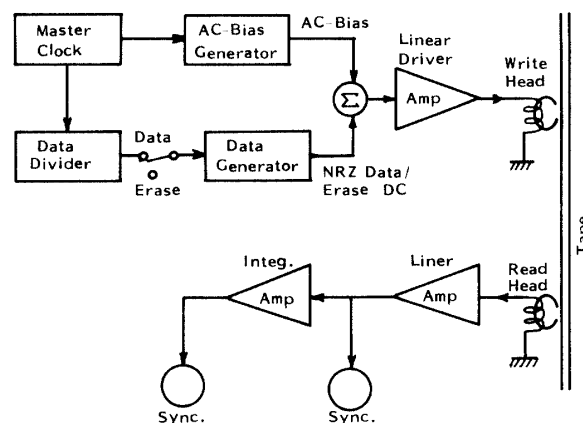 Master
Clock
AC-Bias
Generator
AC-Bias
Linear
Driver
Amp
Write
Head
Σ
Data
Divider
Data
Erase
Data
Generator
NRZ Data/
Erase DC
Tape
Integ.
Amp
Liner
Amp
Read
Head
Sync.
Sync.